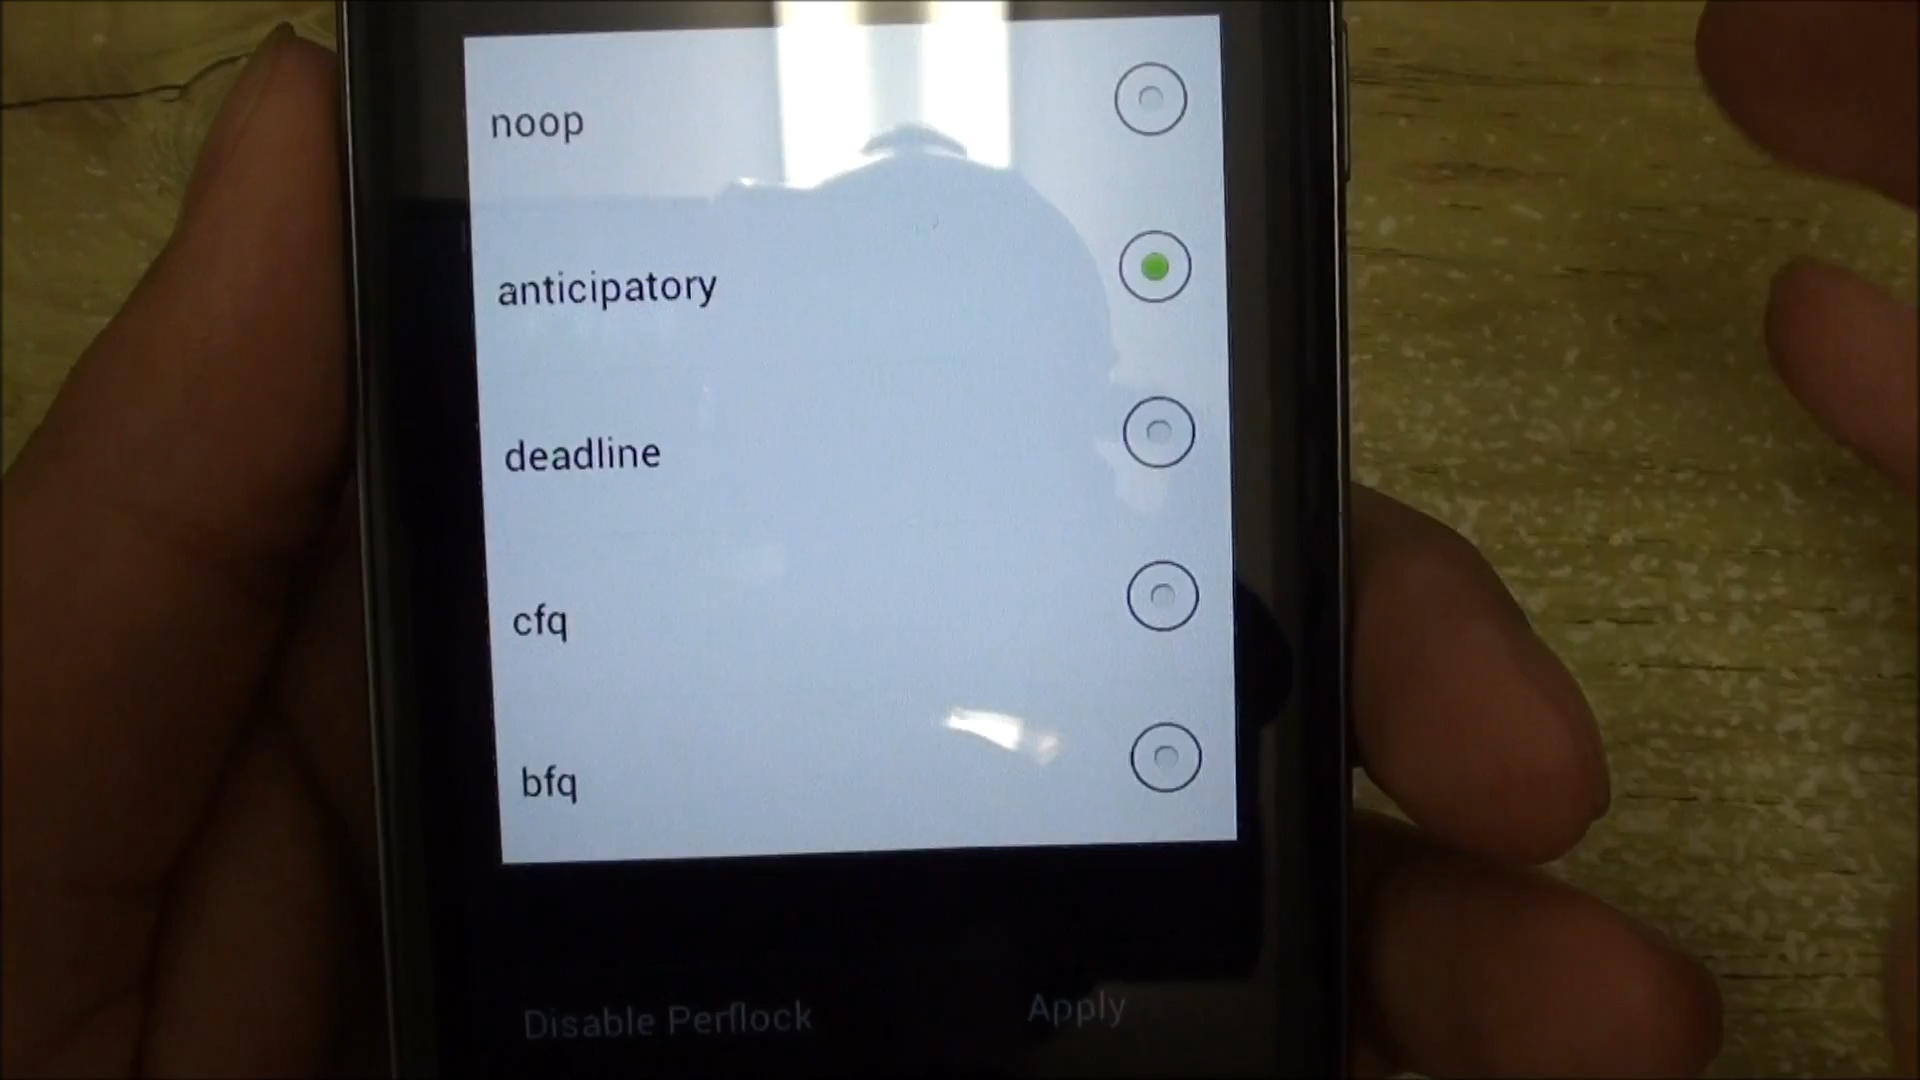 noop
anticipatory
deadline
cfq
bfq
Disable Perflock
Apply